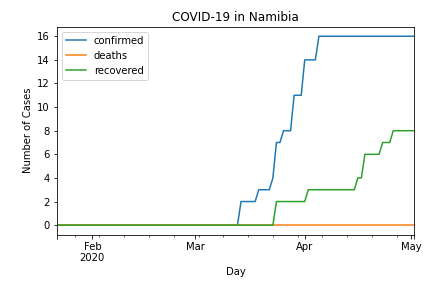 COVID-19 in Namibia
confirmed
deaths
recovered
Number of Cases
16
14
12
10
8
6
4
2
0
Feb
2020
Mar
Apr
May
Day